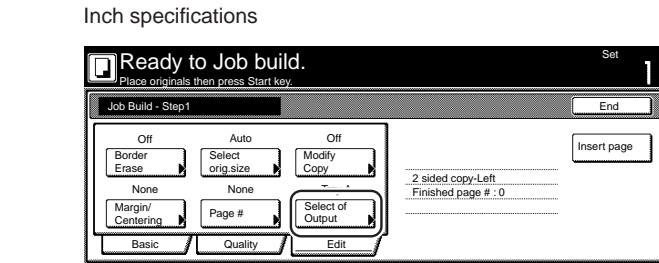 Inch specifications
Ready to Job build.
Place originals then press Start key.
Set
1
Job Build - Step1
End
Off
Auto
Off
Border
Erase
Select
orig.size
Modify
Copy
Insert page
2 sided copy-Left
Finished page # : 0
None
None
Margin/
Centering
Page #
Select of
Output
Basic
Quality
Edit